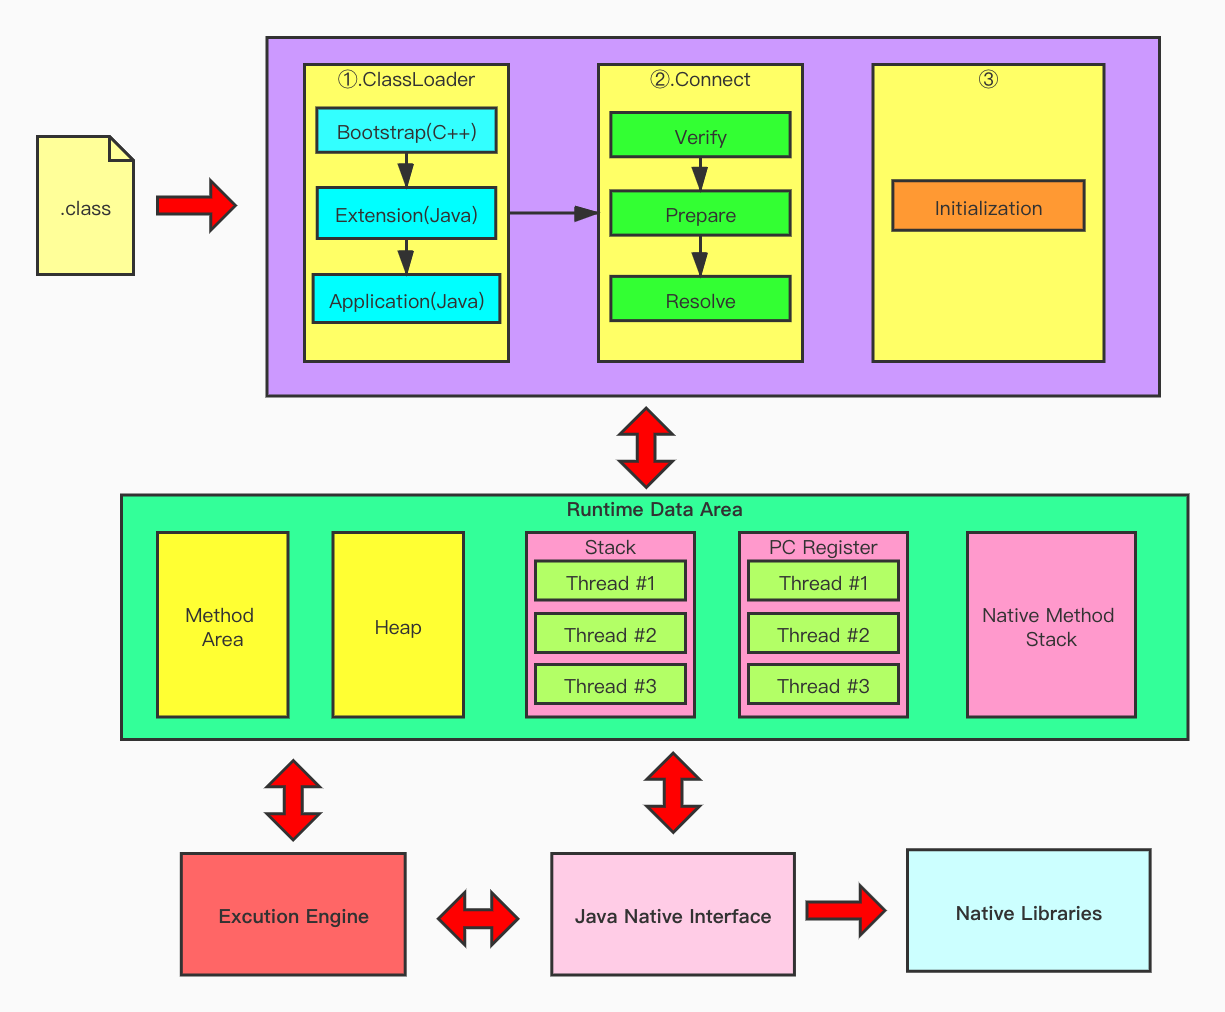 .class
①.ClassLoader
Bootstrap(C++)
Extension(Java)
Application(Java)
②.Connect
Verify
Prepare
Resolve
③
Initialization
Runtime Data Area
Method
Area
Heap
Stack
Thread #1
Thread #2
Thread #3
PC Register
Thread #1
Thread #2
Thread #3
Native Method
Stack
Excution Engine
Java Native Interface
Native Libraries